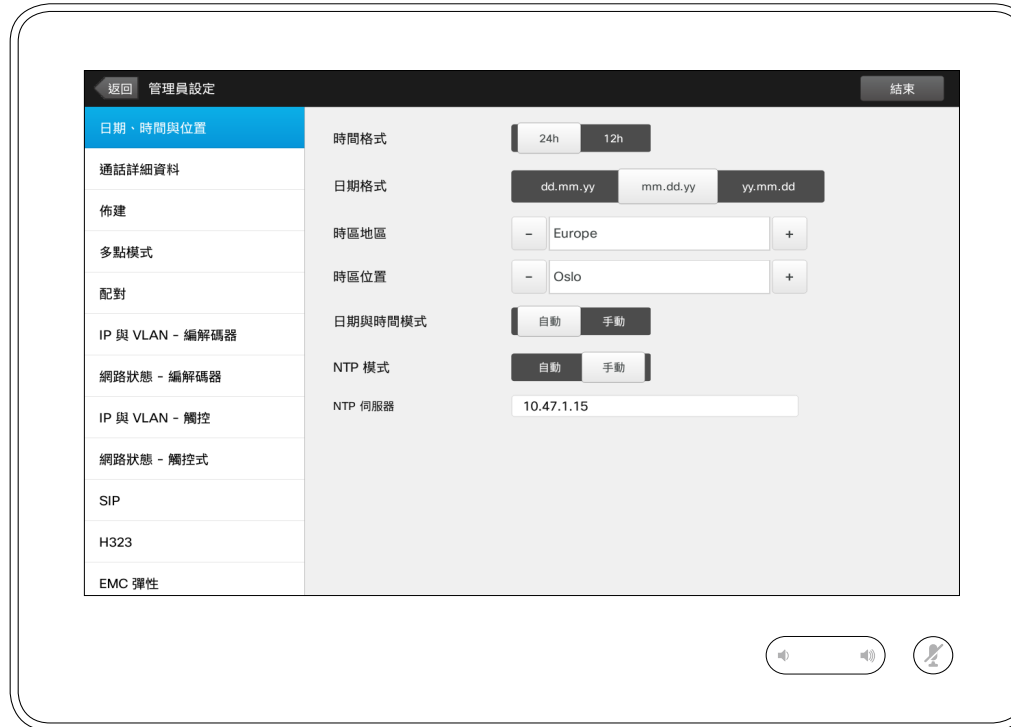 返回 管理員設定 結束
日期、時間與位置
通話詳細資料
佈建
多點模式
配對
IP 與 VLAN - 編解碼器
網路狀態 - 編解碼器
IP 與 VLAN - 觸控
網路狀態 - 觸控式
SIP
H323
EMC 彈性
時間格式 24h 12h
日期格式 dd.mm.yy mm.dd.yy yy.mm.dd
時區地區 - Europe +
時區位置 - Oslo +
日期與時間模式 自動 手動
NTP 模式 自動 手動
NTP 伺服器 10.47.1.15